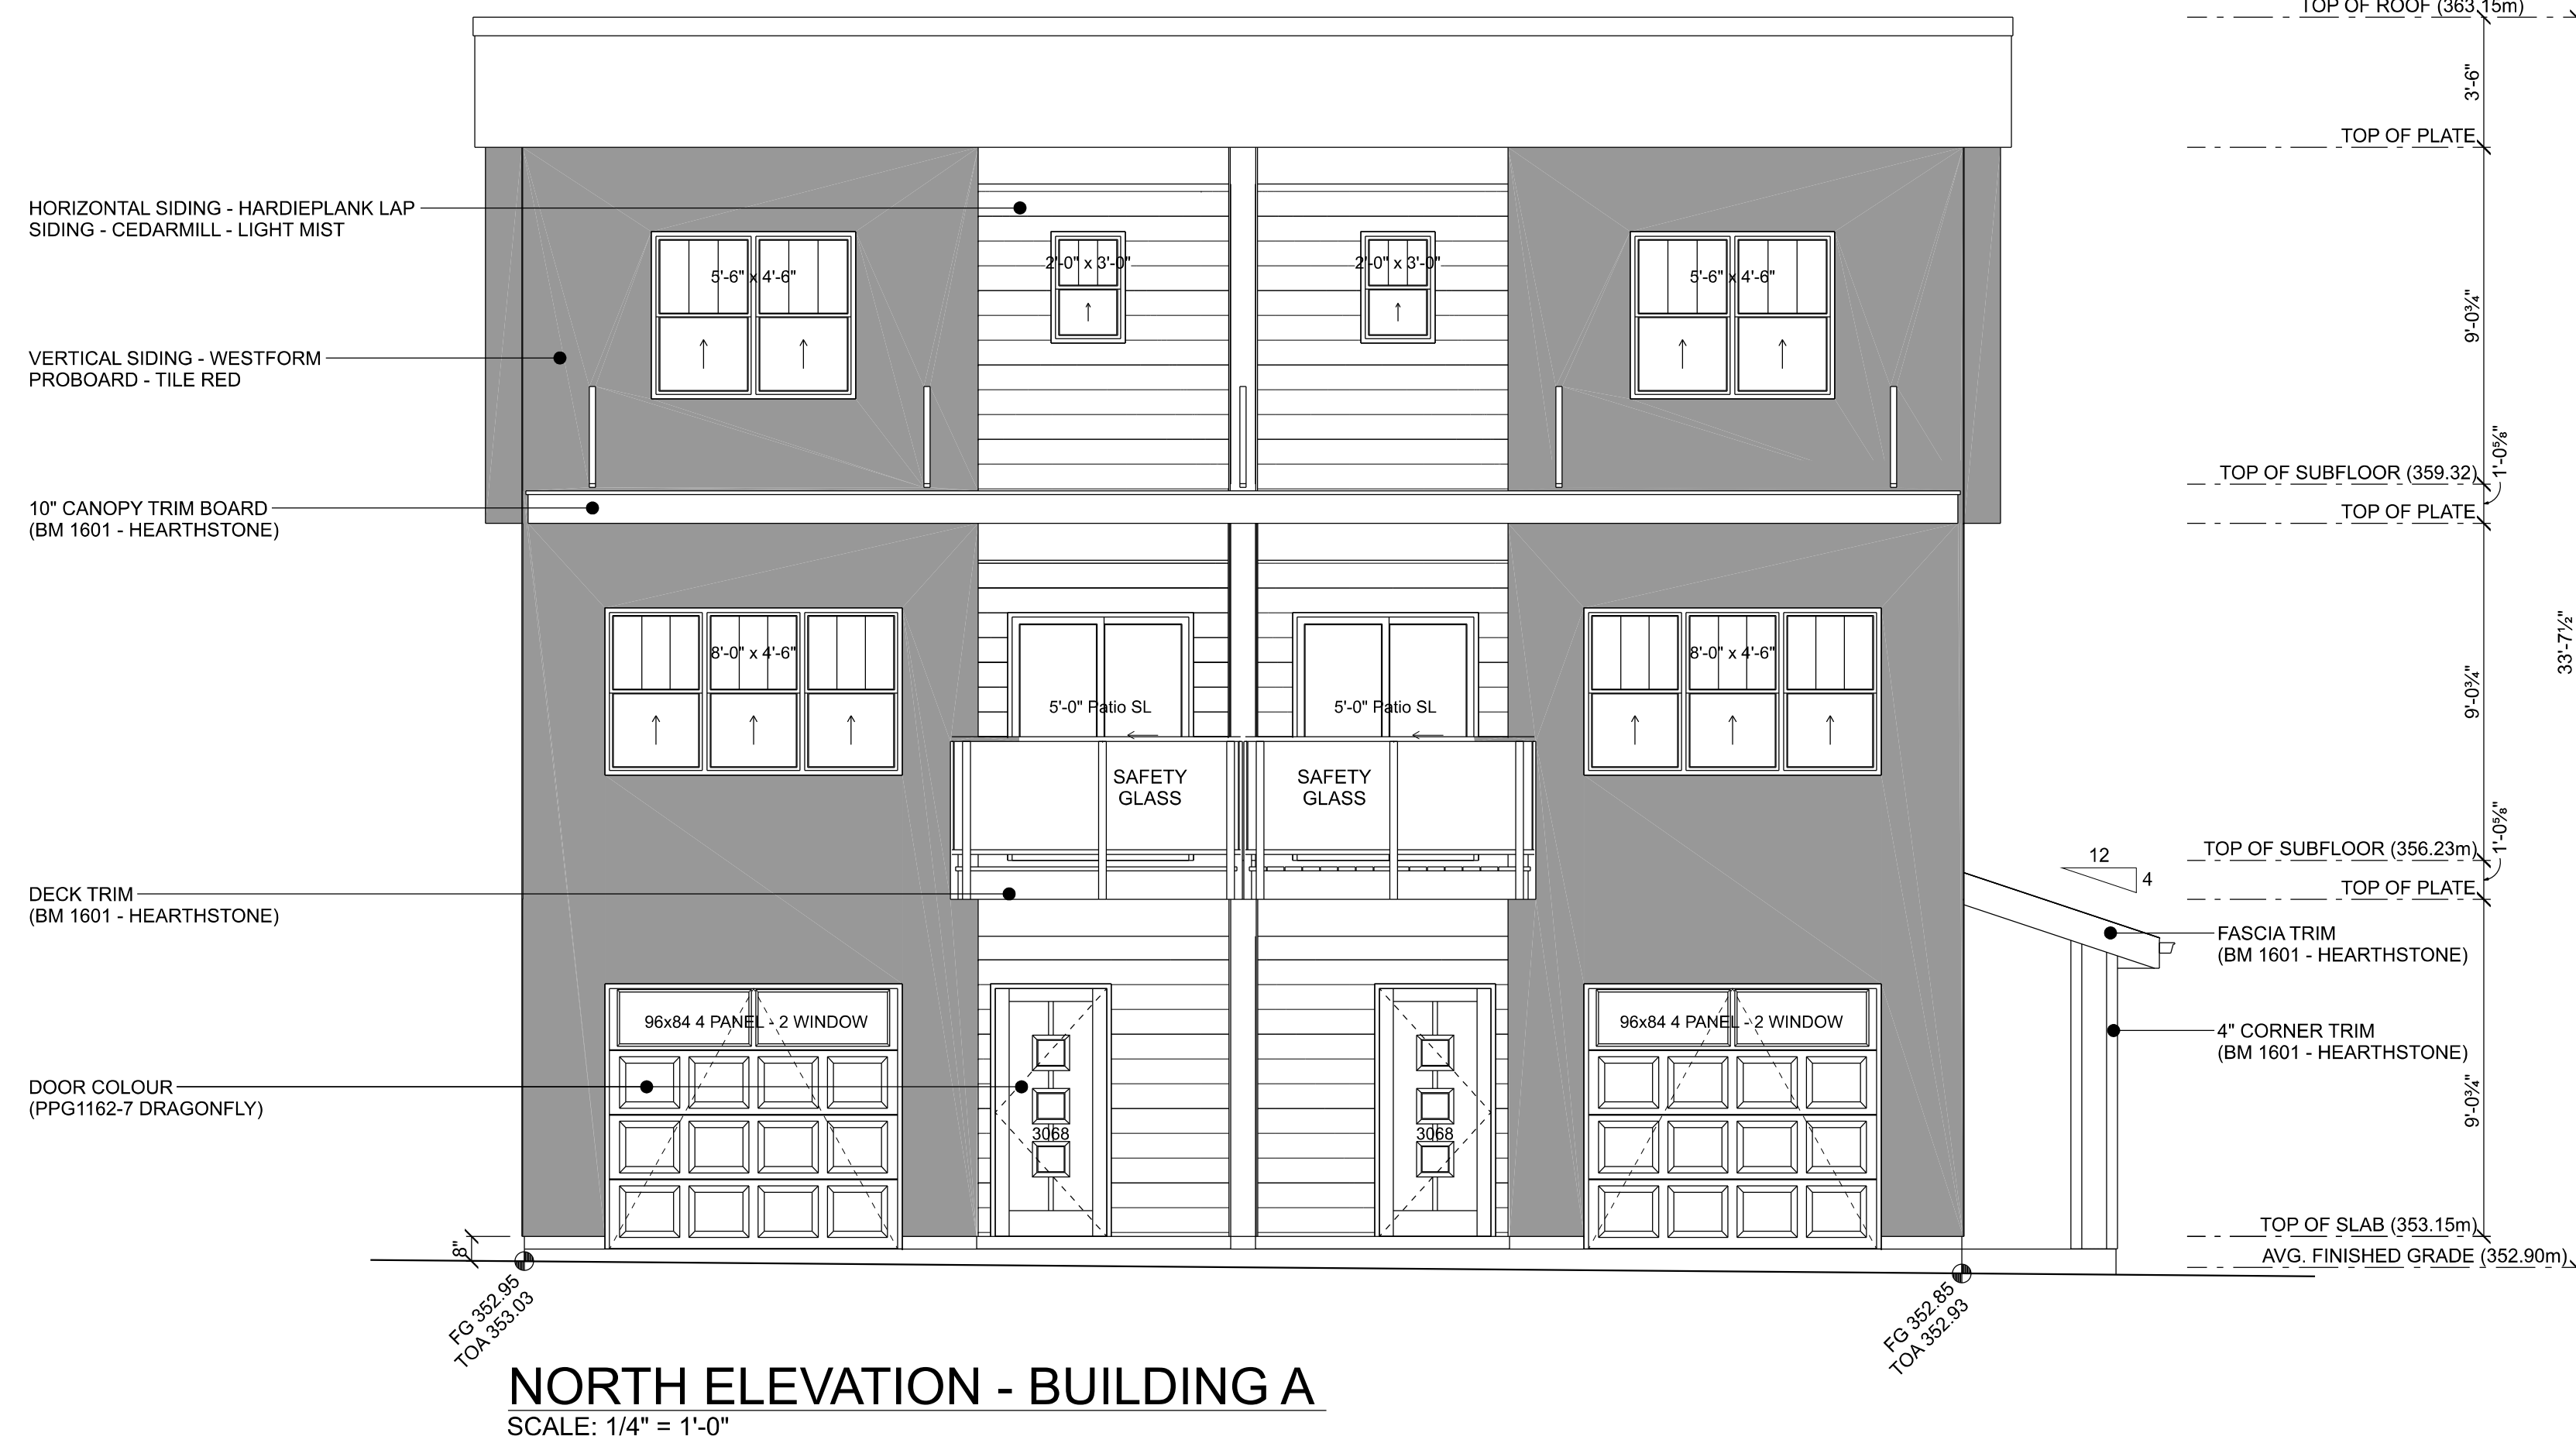 TOP OF ROOF (363.15m)
3'-6"
TOP OF PLATE
HORIZONTAL SIDING - HARDIEPLANK LAP
SIDING - CEDARMILL - LIGHT MIST
5'-6" x 4'-6"
2'-0" x 3'-0"
2'-0" x 3'-0"
5'-6" x 4'-6"
9'-0¾"
VERTICAL SIDING - WESTFORM
PROBOARD - TILE RED
1'-0⅝"
TOP OF SUBFLOOR (359.32)
10" CANOPY TRIM BOARD
(BM 1601 - HEARTHSTONE)
TOP OF PLATE
8'-0" x 4'-6"
8'-0" x 4'-6"
33'-7½"
9'-0¾"
5'-0" Patio SL
5'-0" Patio SL
SAFETY
GLASS
SAFETY
GLASS
1'-0⅝"
TOP OF SUBFLOOR (356.23m)
12
4
DECK TRIM
(BM 1601 - HEARTHSTONE)
TOP OF PLATE
FASCIA TRIM
(BM 1601 - HEARTHSTONE)
96x84 4 PANEL - 2 WINDOW
96x84 4 PANEL - 2 WINDOW
4" CORNER TRIM
(BM 1601 - HEARTHSTONE)
DOOR COLOUR
(PPG1162-7 DRAGONFLY)
9'-0¾"
3068
3068
TOP OF SLAB (353.15m)
8"
AVG. FINISHED GRADE (352.90m)
FG 352.95
TOA 353.03
FG 352.85
TOA 352.93
NORTH ELEVATION - BUILDING A
SCALE: 1/4" = 1'-0"